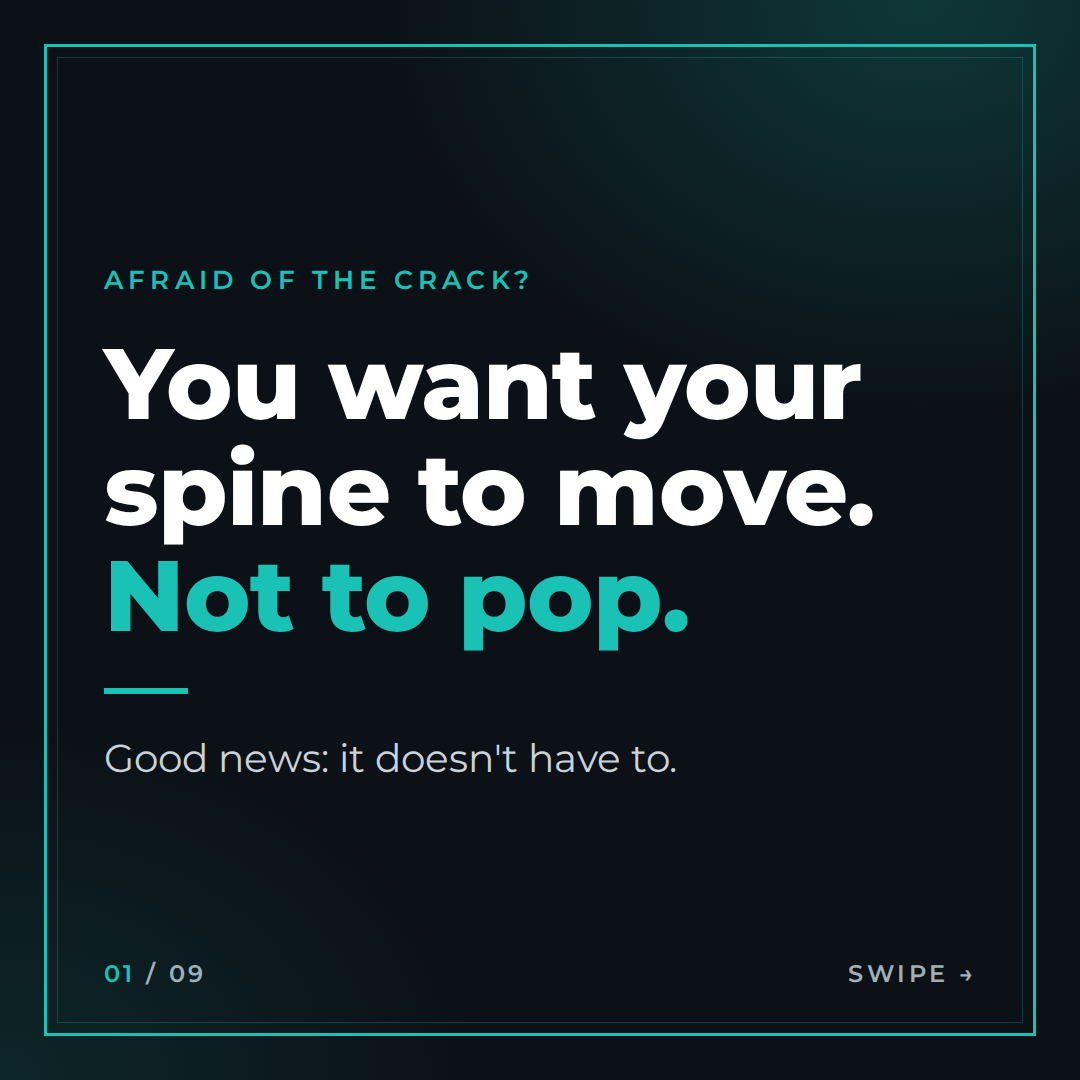 AFRAID OF THE CRACK?
You want your
spine to move.
Not to pop.
Good news: it doesn't have to.
01 / 09
SWIPE →